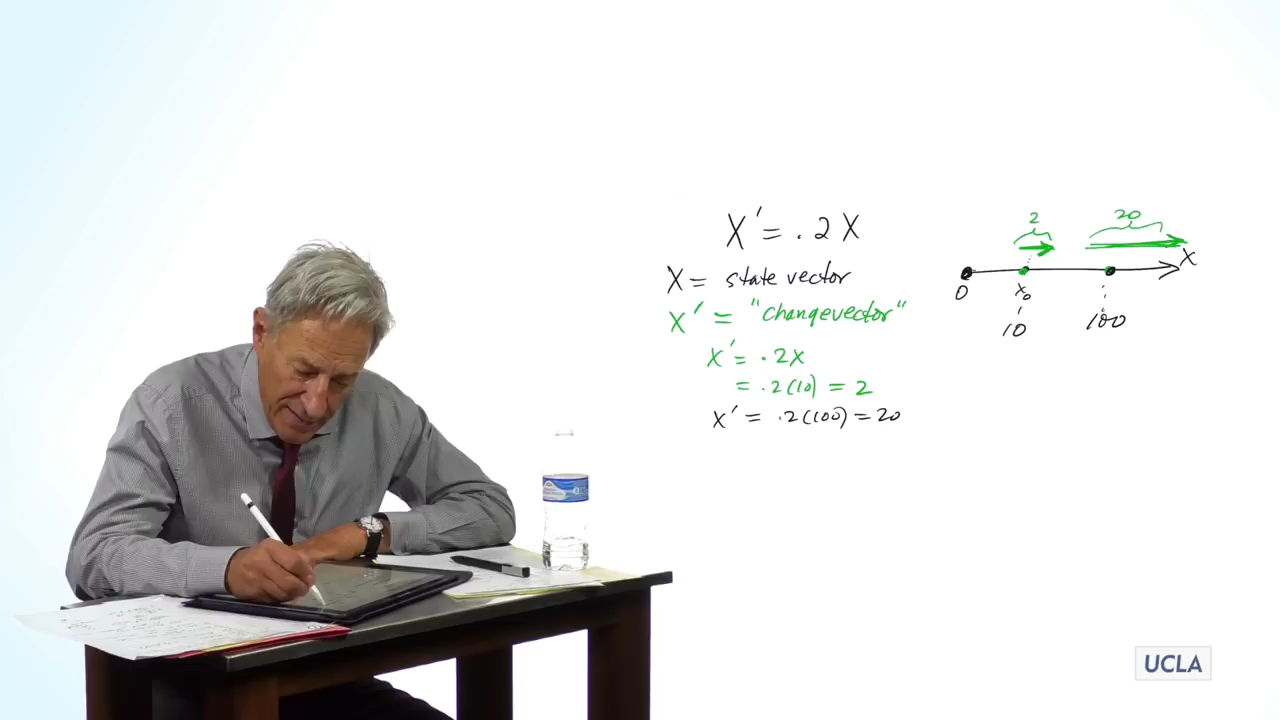 X' = .2X
X = state vector
X' = "changevector"
X' = .2X
= .2(10) = 2
X' = .2(100) = 20
2
20
X
0
x₀
10
100
UCLA